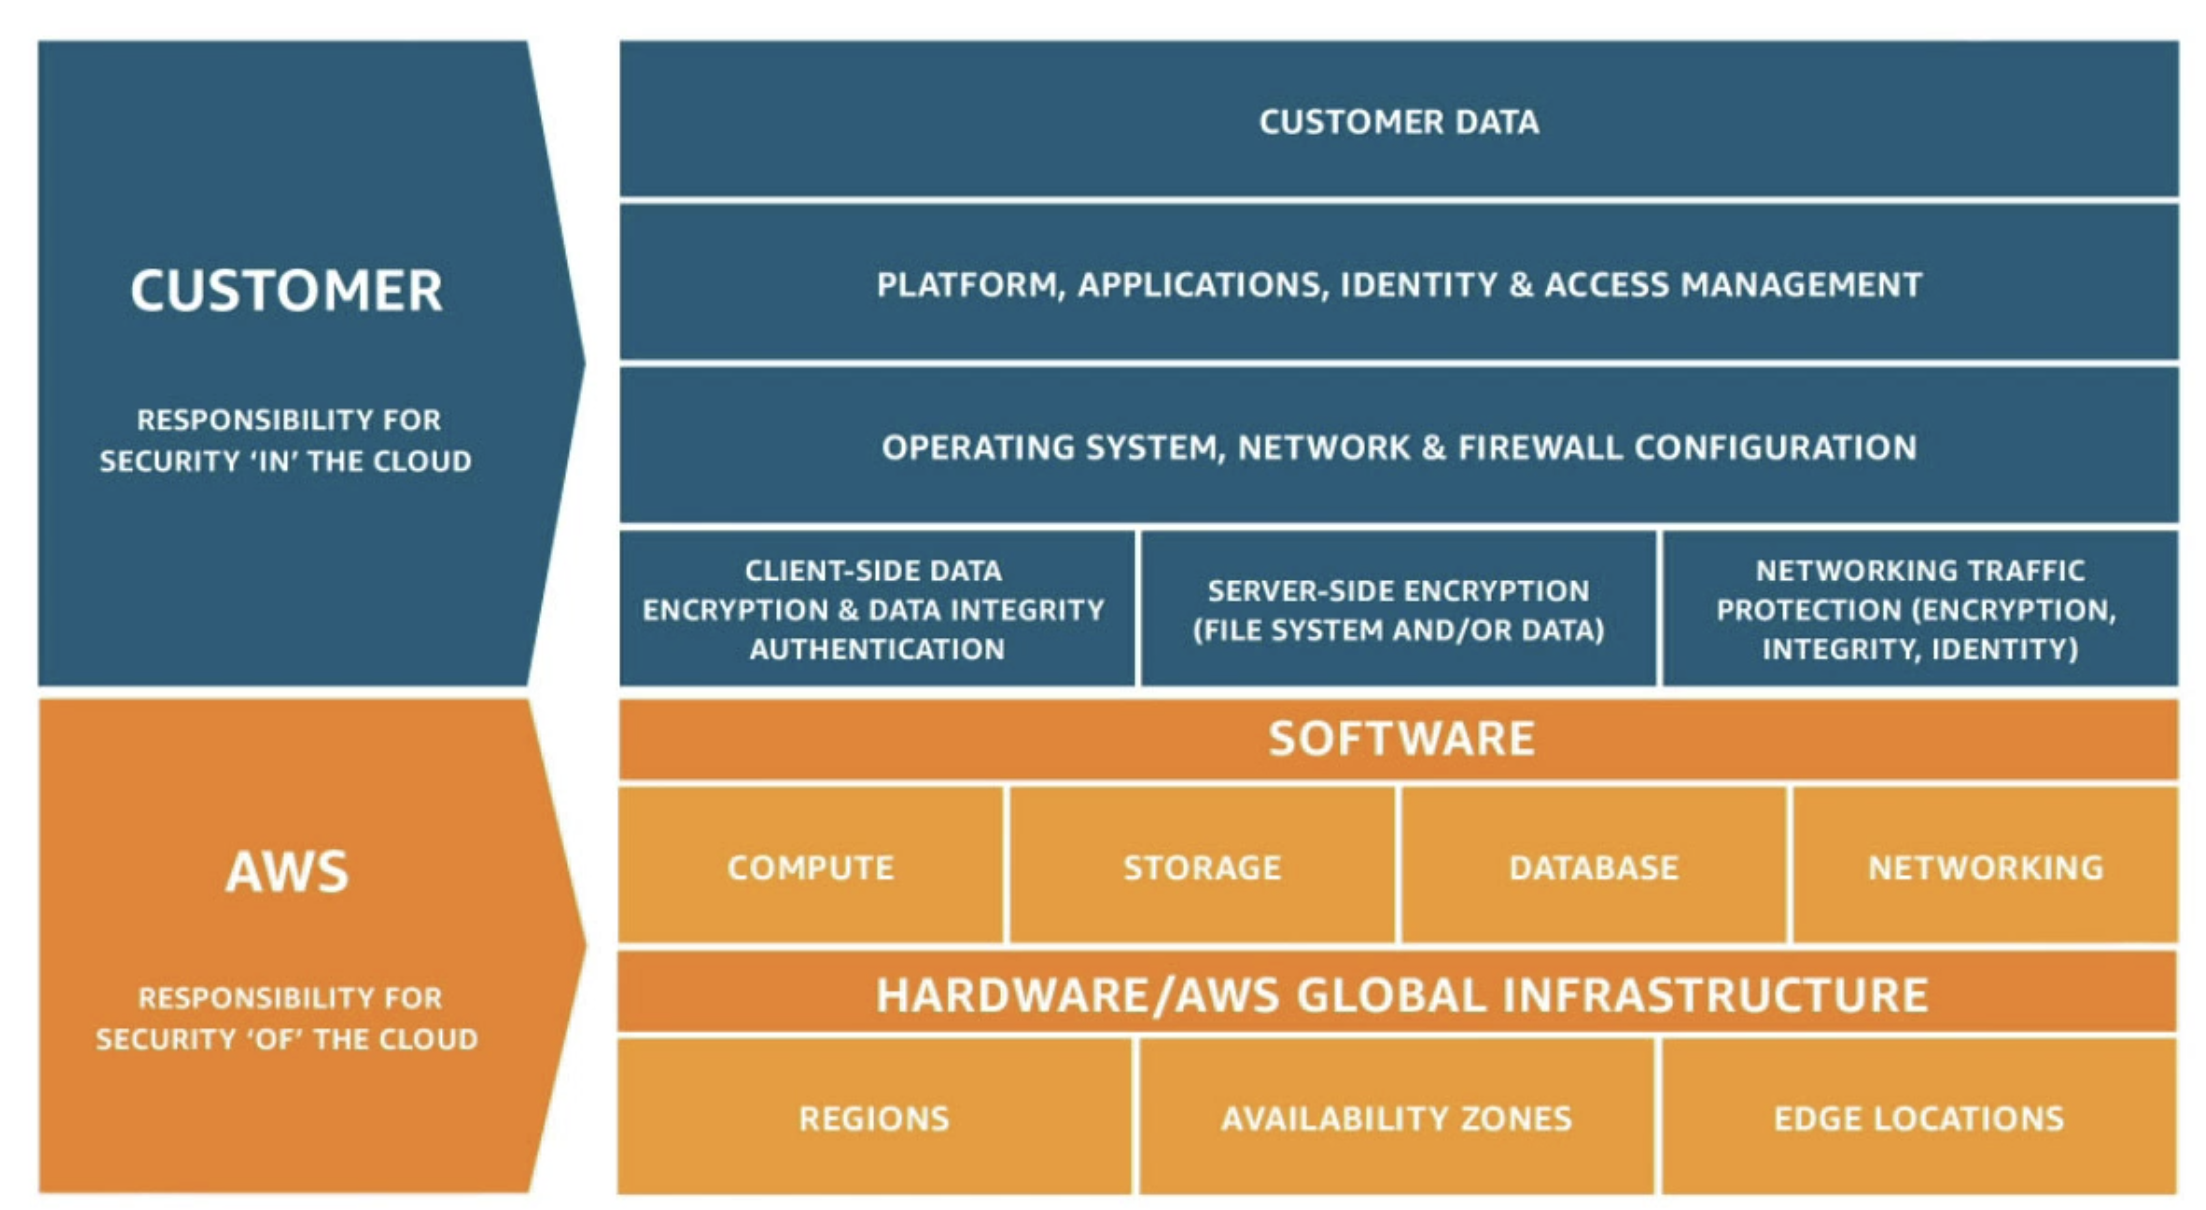 CUSTOMER
RESPONSIBILITY FOR
SECURITY ‘IN’ THE CLOUD
CUSTOMER DATA
PLATFORM, APPLICATIONS, IDENTITY & ACCESS MANAGEMENT
OPERATING SYSTEM, NETWORK & FIREWALL CONFIGURATION
CLIENT-SIDE DATA
ENCRYPTION & DATA INTEGRITY
AUTHENTICATION
SERVER-SIDE ENCRYPTION
(FILE SYSTEM AND/OR DATA)
NETWORKING TRAFFIC
PROTECTION (ENCRYPTION,
INTEGRITY, IDENTITY)
AWS
RESPONSIBILITY FOR
SECURITY ‘OF’ THE CLOUD
SOFTWARE
COMPUTE
STORAGE
DATABASE
NETWORKING
HARDWARE/AWS GLOBAL INFRASTRUCTURE
REGIONS
AVAILABILITY ZONES
EDGE LOCATIONS